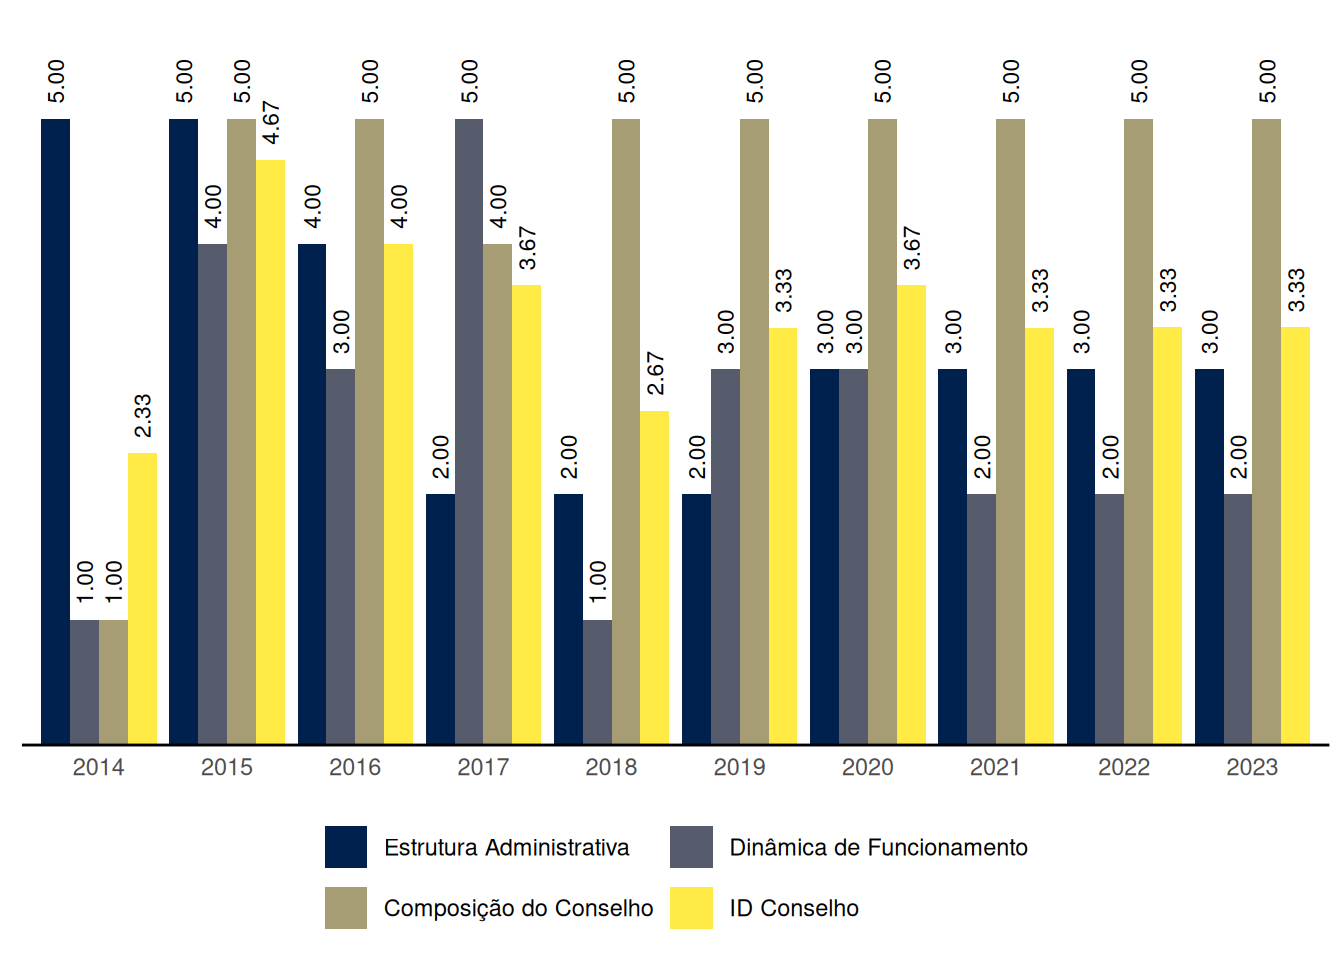 5.00 1.00 1.00 2.33 5.00 4.00 5.00 4.67 4.00 3.00 5.00 4.00 2.00 5.00 4.00 3.67 2.00 1.00 5.00 2.67 2.00 3.00 5.00 3.33 3.00 3.00 5.00 3.67 3.00 2.00 5.00 3.33 3.00 2.00 5.00 3.33 3.00 2.00 5.00 3.33
2014 2015 2016 2017 2018 2019 2020 2021 2022 2023
Estrutura Administrativa Dinâmica de Funcionamento
Composição do Conselho ID Conselho